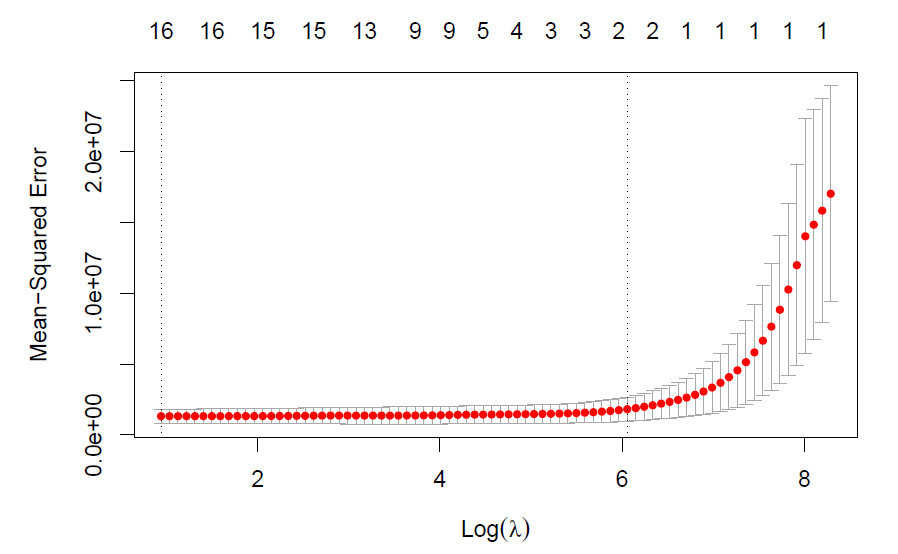 16 16 15 15 13 9 9 5 4 3 3 2 2 1 1 1 1 1
Mean−Squared Error
2.0e+07
1.0e+07
0.0e+00
2 4 6 8
Log(λ)